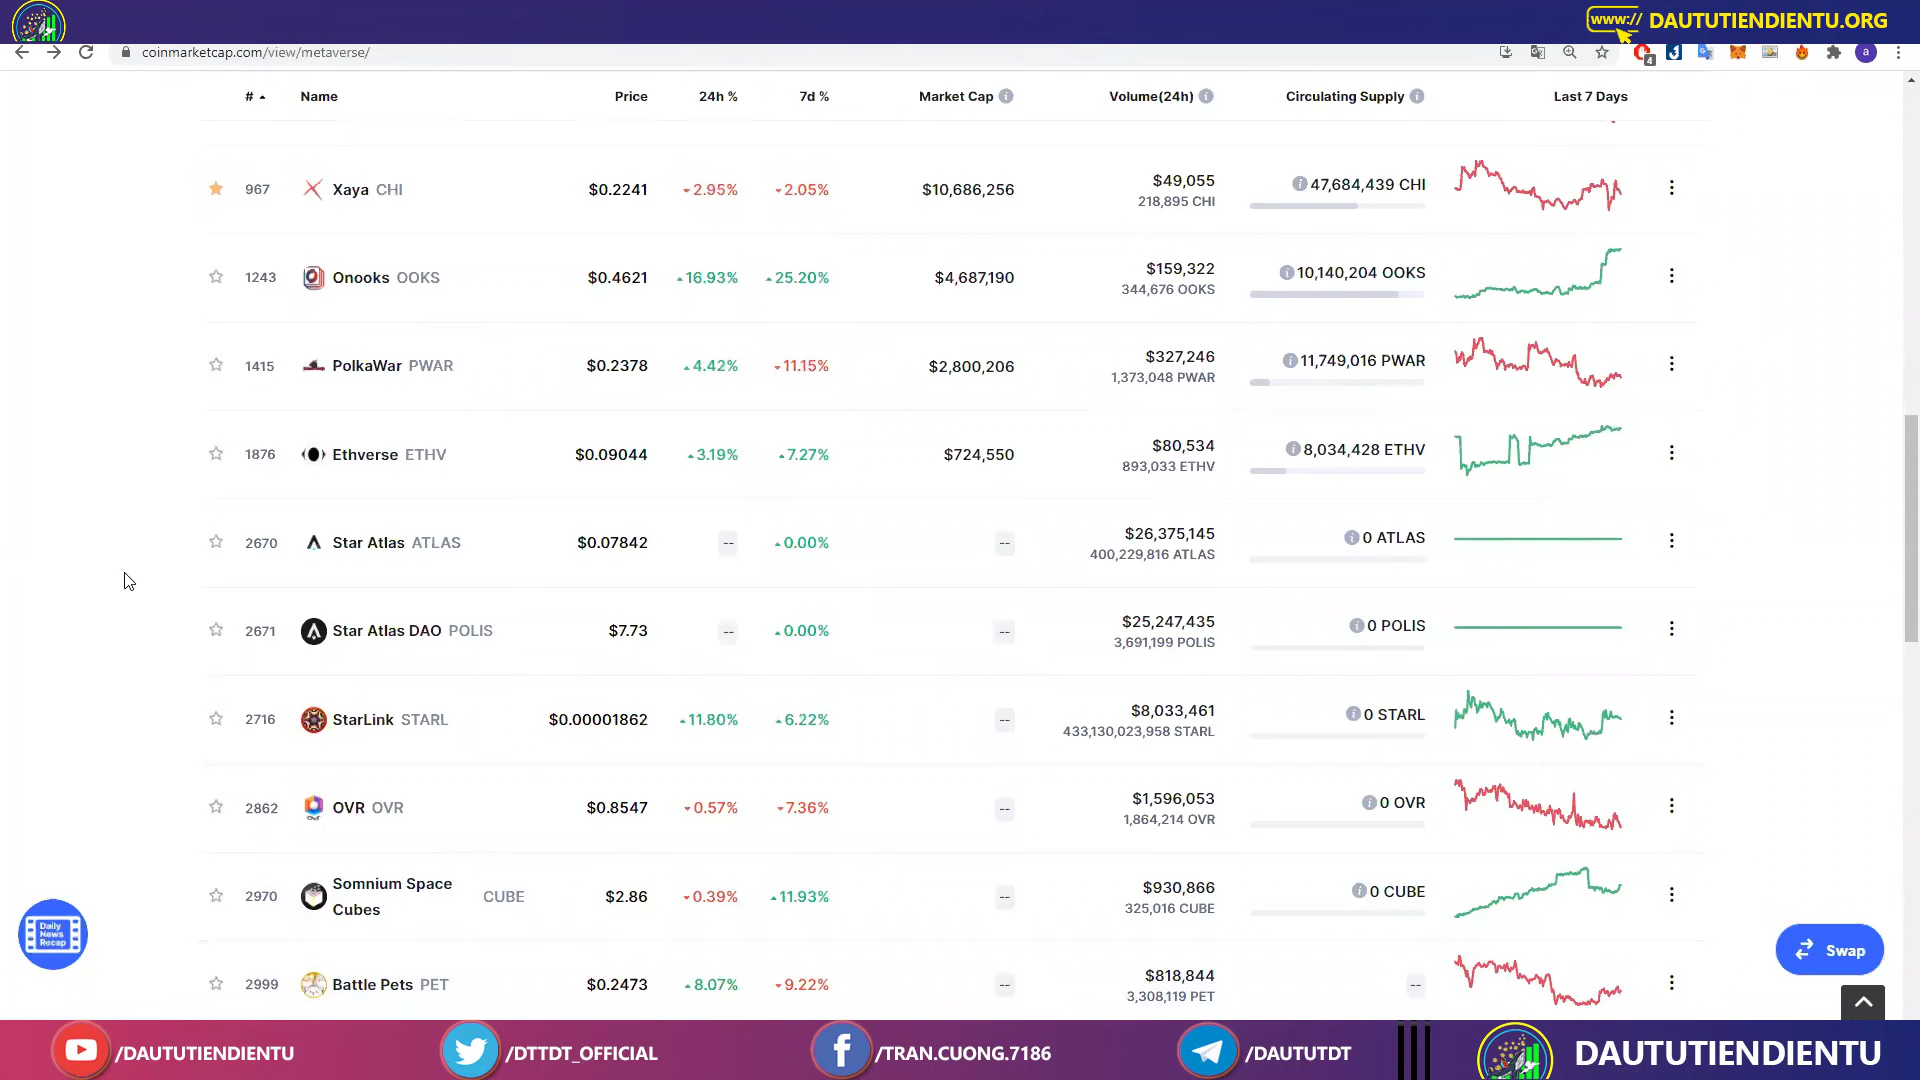 www:// DAUTUTIENDIENTU.ORG
coinmarketcap.com/view/metaverse/
4
a
# Name Price 24h % 7d % Market Cap Volume(24h) Circulating Supply Last 7 Days
967 Xaya CHI $0.2241 2.95% 2.05% $10,686,256 $49,055 47,684,439 CHI
218,895 CHI
1243 Onooks OOKS $0.4621 16.93% 25.20% $4,687,190 $159,322 10,140,204 OOKS
344,676 OOKS
1415 PolkaWar PWAR $0.2378 4.42% 11.15% $2,800,206 $327,246 11,749,016 PWAR
1,373,048 PWAR
1876 Ethverse ETHV $0.09044 3.19% 7.27% $724,550 $80,534 8,034,428 ETHV
893,033 ETHV
2670 Star Atlas ATLAS $0.07842 -- 0.00% -- $26,375,145 0 ATLAS
400,229,816 ATLAS
2671 Star Atlas DAO POLIS $7.73 -- 0.00% -- $25,247,435 0 POLIS
3,691,199 POLIS
2716 StarLink STARL $0.00001862 11.80% 6.22% -- $8,033,461 0 STARL
433,130,023,958 STARL
2862 OVR OVR $0.8547 0.57% 7.36% -- $1,596,053 0 OVR
1,864,214 OVR
2970 Somnium Space Cubes CUBE $2.86 0.39% 11.93% -- $930,866 0 CUBE
325,016 CUBE
2999 Battle Pets PET $0.2473 8.07% 9.22% -- $818,844 --
3,308,119 PET
Daily
News
Recap
Swap
/DAUTUTIENDIENTU /DTTDT_OFFICIAL /TRAN.CUONG.7186 /DAUTUTDT DAUTUTIENDIENTU